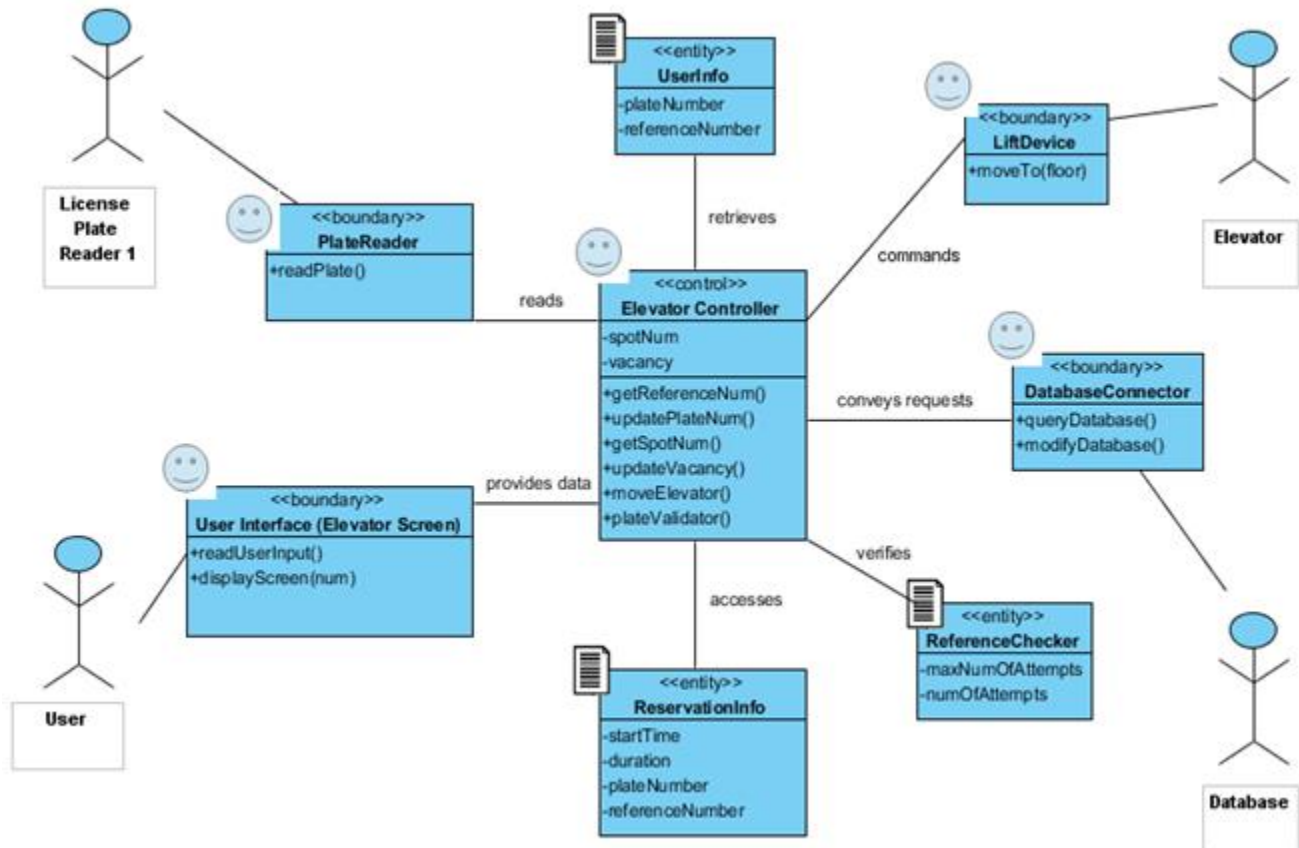 License
Plate
Reader 1
<<entity>>
UserInfo
-plateNumber
-referenceNumber
<<boundary>>
LiftDevice
+moveTo(floor)
Elevator
<<boundary>>
PlateReader
+readPlate()
retrieves
commands
reads
<<control>>
Elevator Controller
-spotNum
-vacancy
+getReferenceNum()
+updatePlateNum()
+getSpotNum()
+updateVacancy()
+moveElevator()
+plateValidator()
conveys requests
<<boundary>>
DatabaseConnector
+queryDatabase()
+modifyDatabase()
provides data
<<boundary>>
User Interface (Elevator Screen)
+readUserInput()
+displayScreen(num)
User
accesses
verifies
<<entity>>
ReferenceChecker
-maxNumOfAttempts
-numOfAttempts
<<entity>>
ReservationInfo
-startTime
-duration
-plateNumber
-referenceNumber
Database